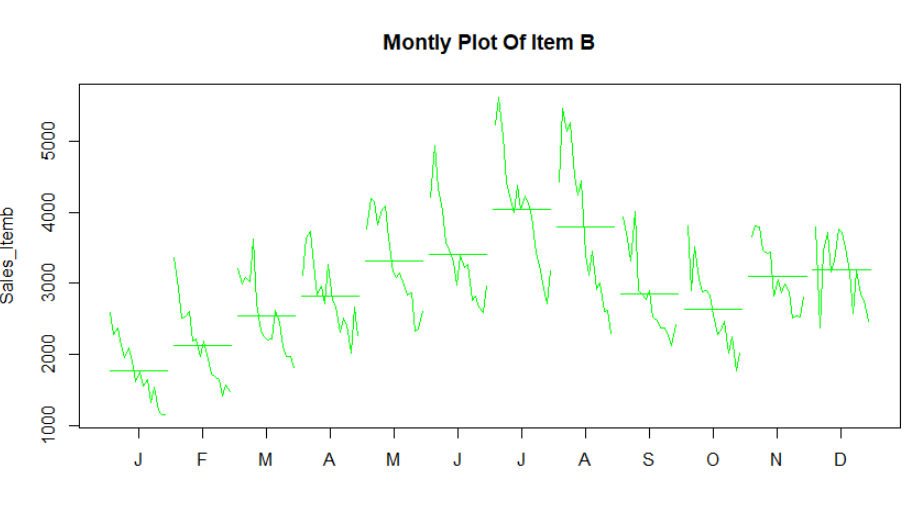 Montly Plot Of Item B
Sales_Itemb
5000
4000
3000
2000
1000
J F M A M J J A S O N D